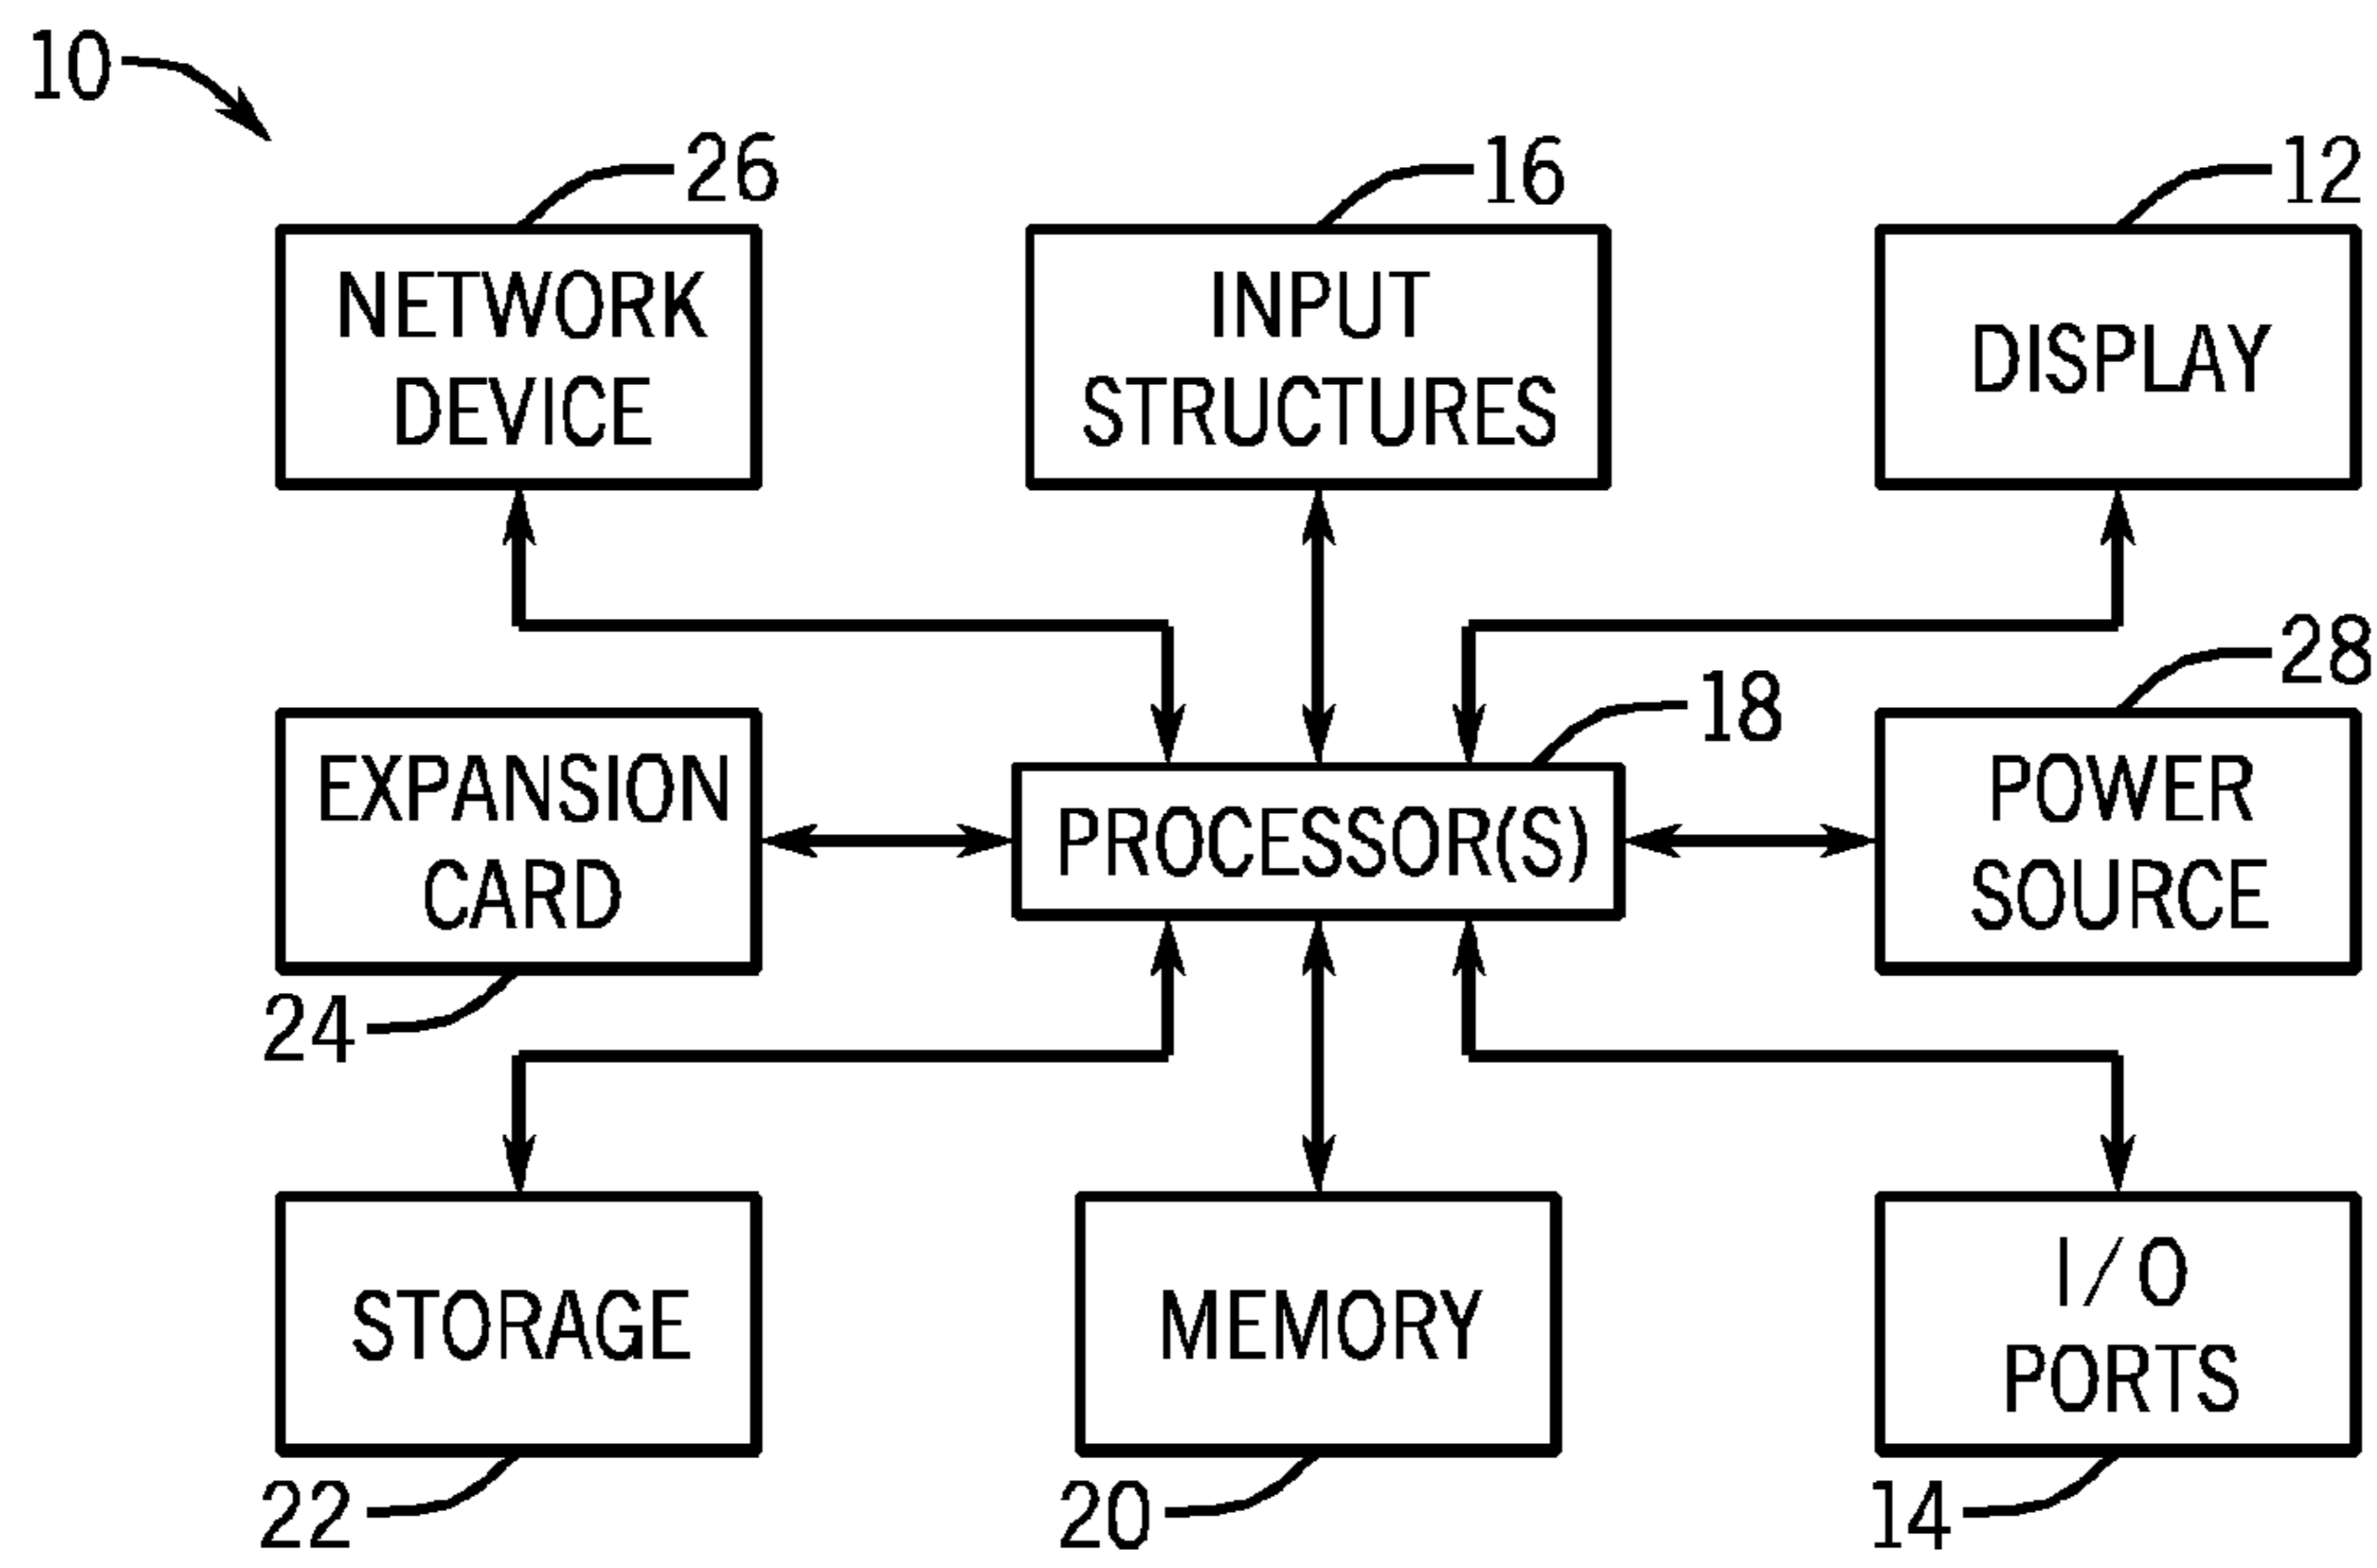 10
26
16
12
NETWORK
DEVICE
INPUT
STRUCTURES
DISPLAY
28
18
EXPANSION
CARD
PROCESSOR(S)
POWER
SOURCE
24
STORAGE
MEMORY
I/O
PORTS
22
20
14